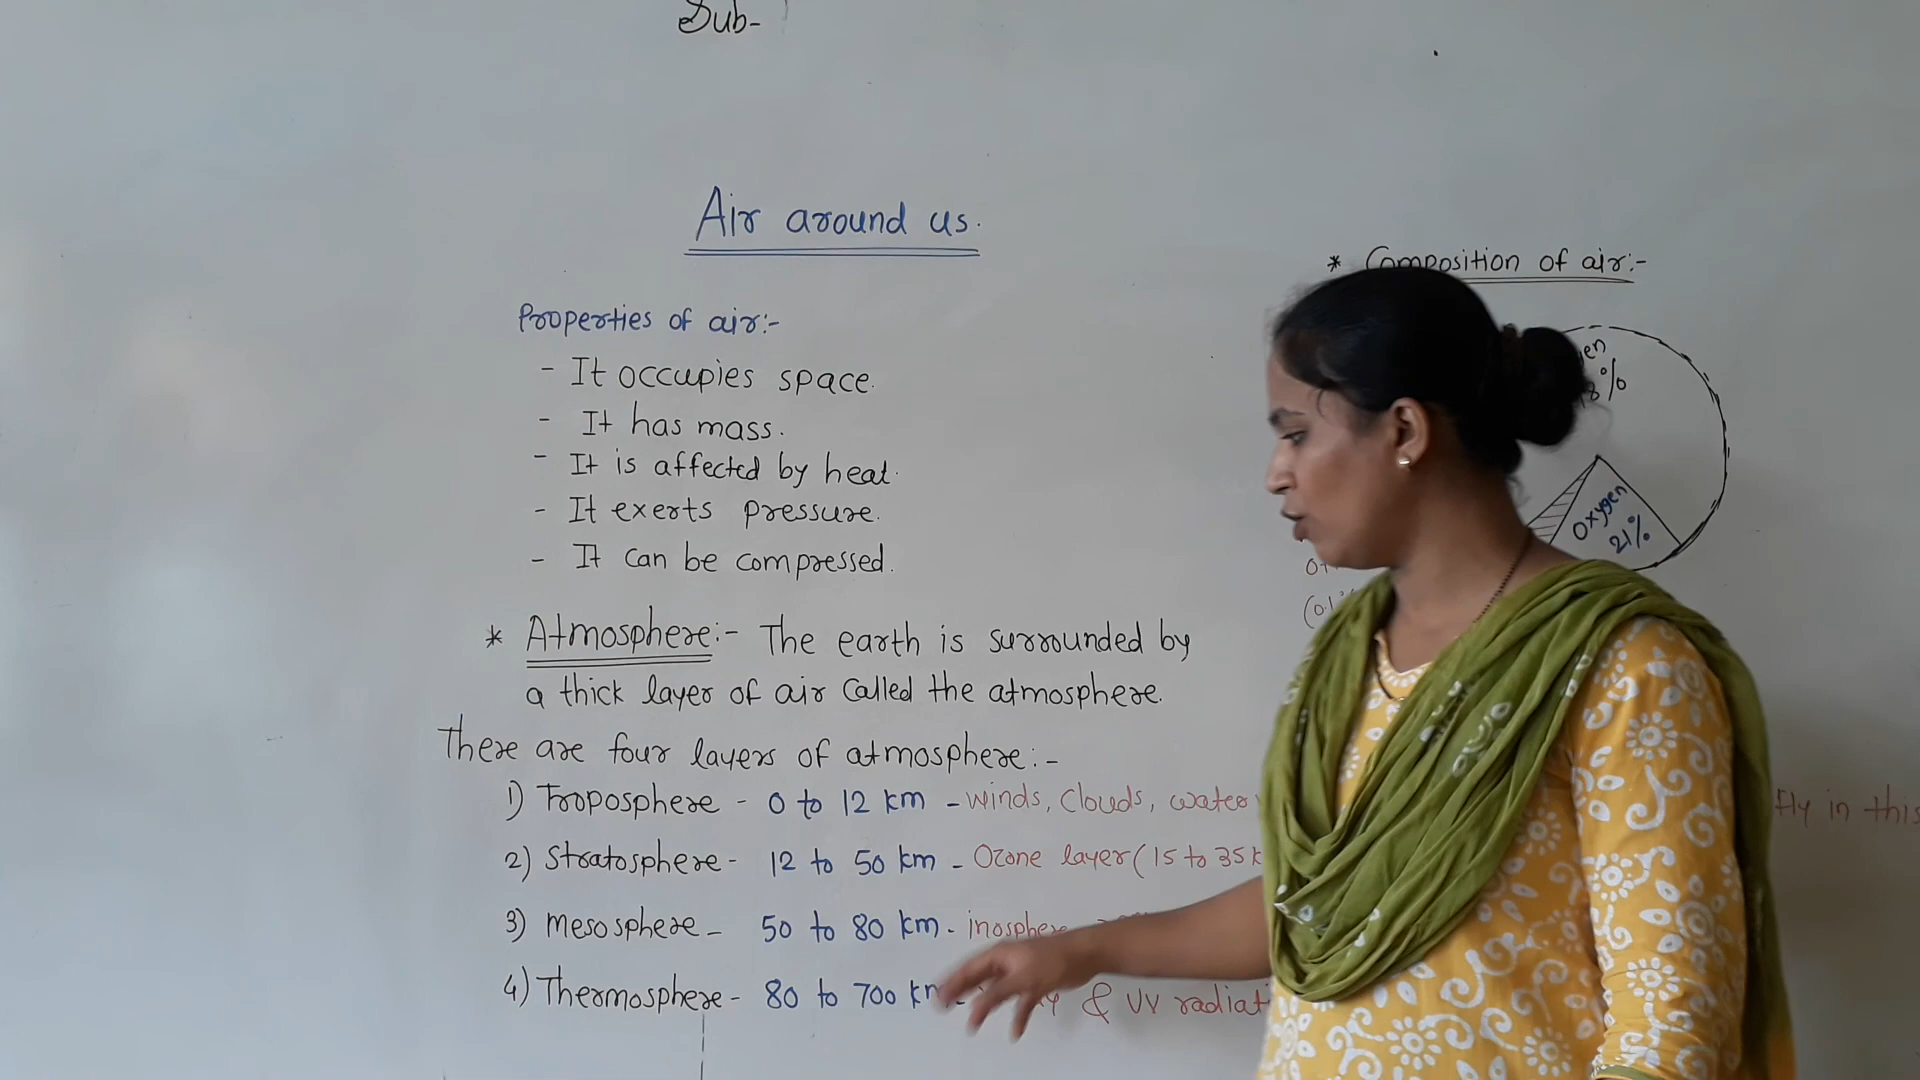 Sub-
Air around us.
Properties of air:-
- It occupies space.
- It has mass.
- It is affected by heat.
- It exerts pressure.
- It can be compressed.
* Atmosphere:- The earth is surrounded by
a thick layer of air called the atmosphere.
There are four layers of atmosphere:-
1) Troposphere - 0 to 12 km - winds, clouds, water fly in this
2) Stratosphere - 12 to 50 km - Ozone layer (15 to 35 k
3) Mesosphere - 50 to 80 km - inosphere
4) Thermosphere - 80 to 700 km - & UV radiat
* Composition of air:-
Oxygen
21%